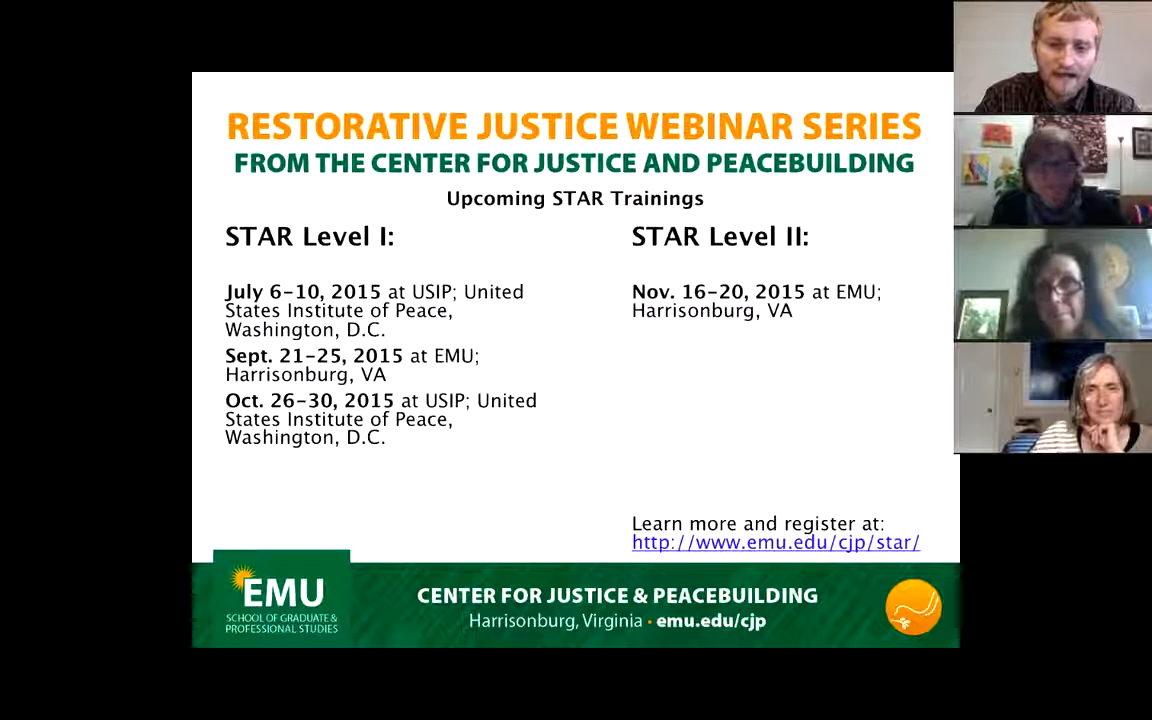 RESTORATIVE JUSTICE WEBINAR SERIES
FROM THE CENTER FOR JUSTICE AND PEACEBUILDING
Upcoming STAR Trainings
STAR Level I:
July 6-10, 2015 at USIP; United
States Institute of Peace,
Washington, D.C.
Sept. 21-25, 2015 at EMU;
Harrisonburg, VA
Oct. 26-30, 2015 at USIP; United
States Institute of Peace,
Washington, D.C.
STAR Level II:
Nov. 16-20, 2015 at EMU;
Harrisonburg, VA
Learn more and register at:
http://www.emu.edu/cjp/star/
EMU
SCHOOL OF GRADUATE &
PROFESSIONAL STUDIES
CENTER FOR JUSTICE & PEACEBUILDING
Harrisonburg, Virginia • emu.edu/cjp